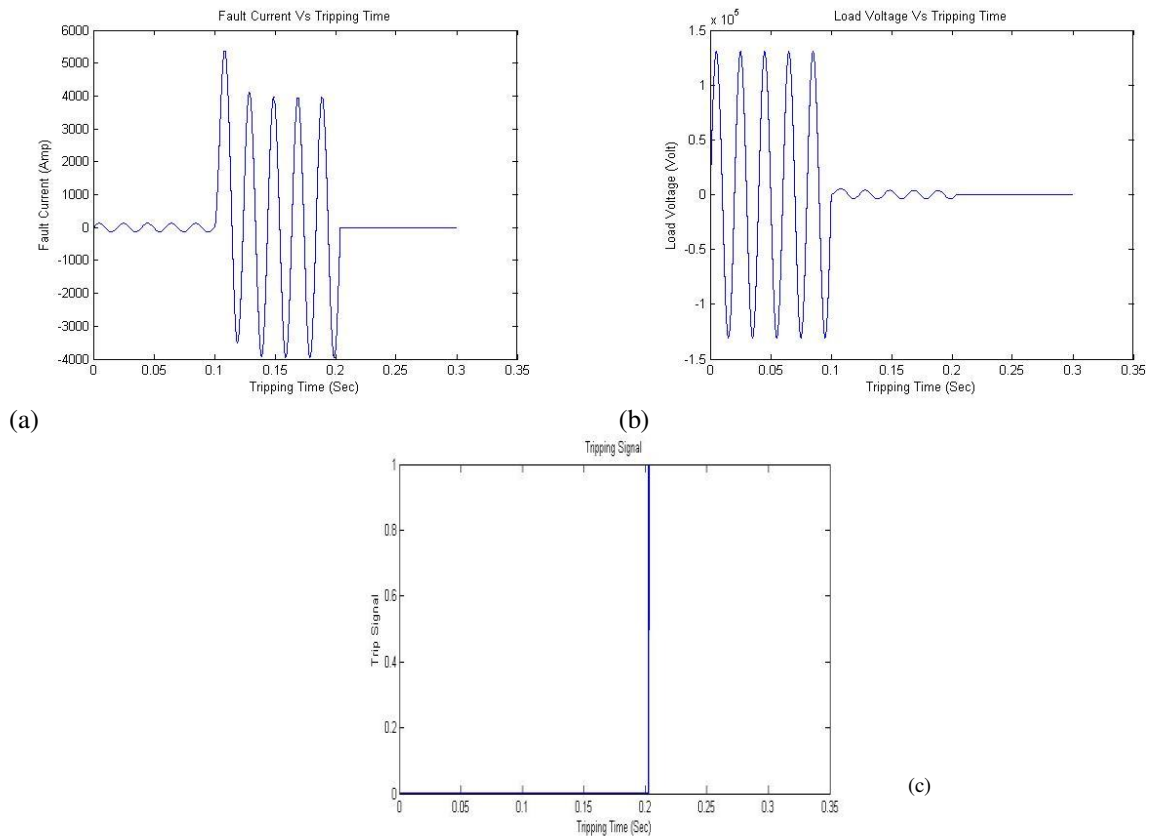 Fault Current Vs Tripping Time
6000
5000
4000
3000
2000
1000
0
-1000
-2000
-3000
-4000
Fault Current (Amp)
0 0.05 0.1 0.15 0.2 0.25 0.3 0.35
Tripping Time (Sec)
(a)
Load Voltage Vs Tripping Time
x 10^5
1.5
1
0.5
0
-0.5
-1
-1.5
Load Voltage (Volt)
0 0.05 0.1 0.15 0.2 0.25 0.3 0.35
Tripping Time (Sec)
(b)
Tripping Signal
1
0.8
0.6
0.4
0.2
0
Trip Signal
0 0.05 0.1 0.15 0.2 0.25 0.3 0.35
Tripping Time (Sec)
(c)